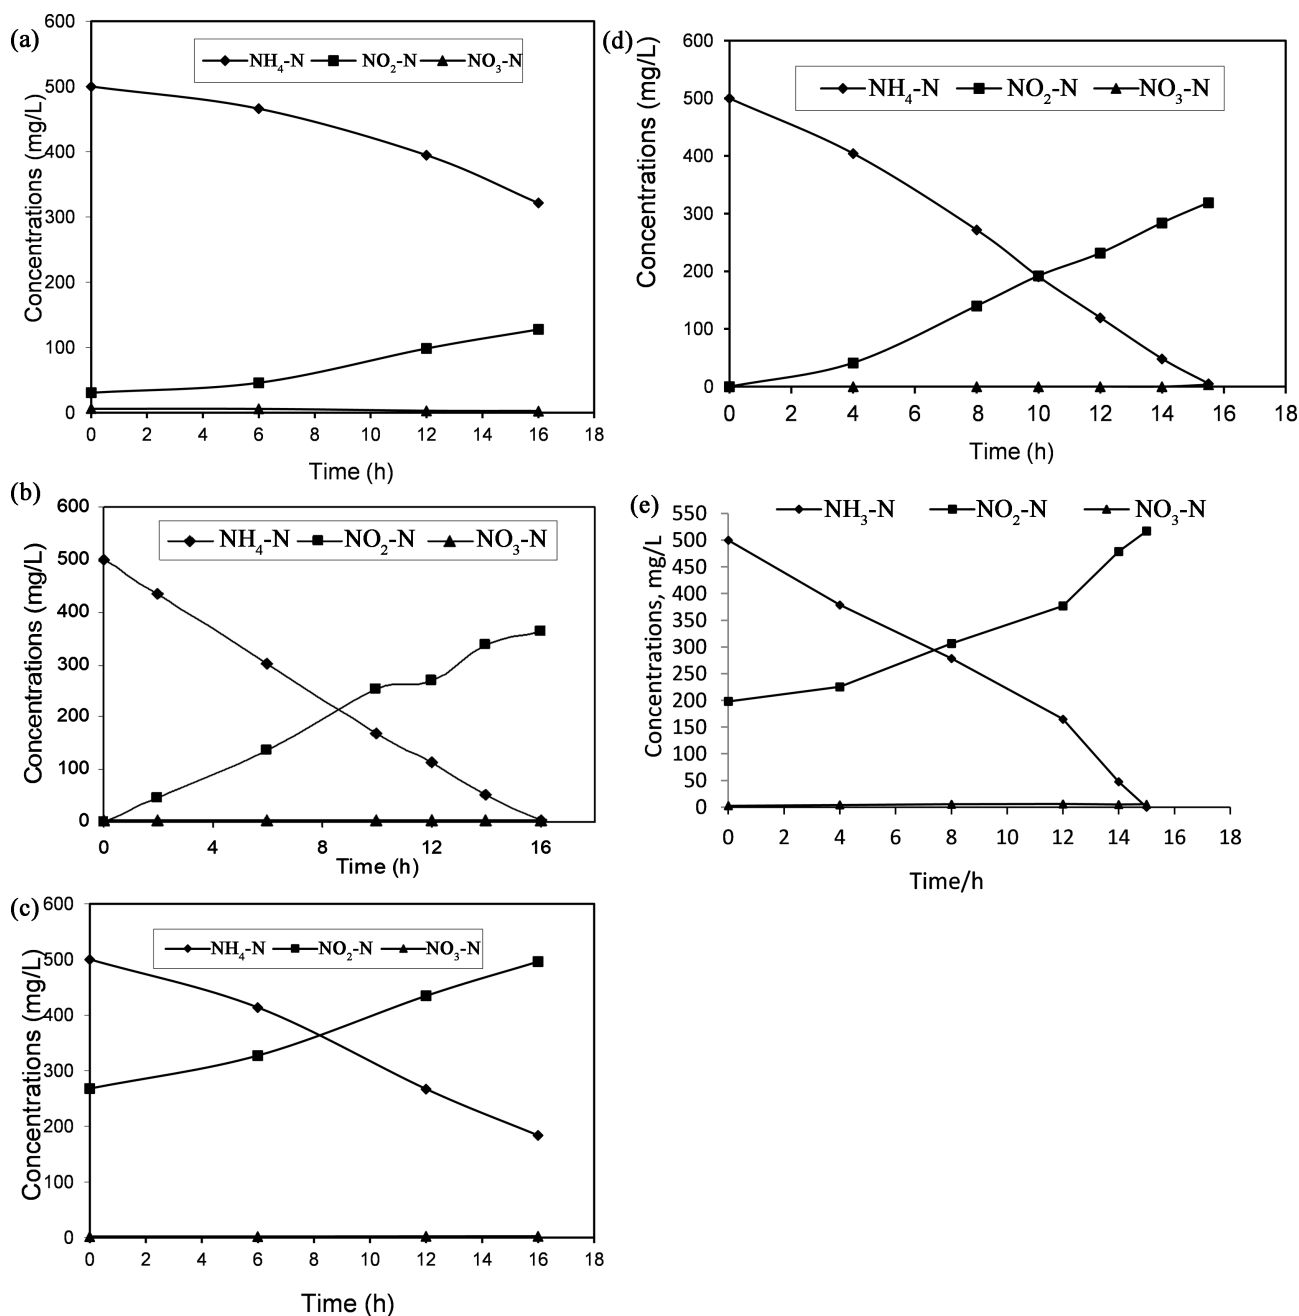 (a)
600
500
400
300
200
100
0
Concentrations (mg/L)
NH4-N NO2-N NO3-N
0 2 4 6 8 10 12 14 16 18
Time (h)
(b)
600
500
400
300
200
100
0
Concentrations (mg/L)
NH4-N NO2-N NO3-N
0 4 8 12 16
Time (h)
(c)
600
500
400
300
200
100
0
Concentrations (mg/L)
NH4-N NO2-N NO3-N
0 2 4 6 8 10 12 14 16 18
Time (h)
(d)
600
500
400
300
200
100
0
Concentrations (mg/L)
NH4-N NO2-N NO3-N
0 2 4 6 8 10 12 14 16 18
Time (h)
(e)
NH3-N NO2-N NO3-N
550
500
450
400
350
300
250
200
150
100
50
0
Concentrations, mg/L
0 2 4 6 8 10 12 14 16 18
Time/h